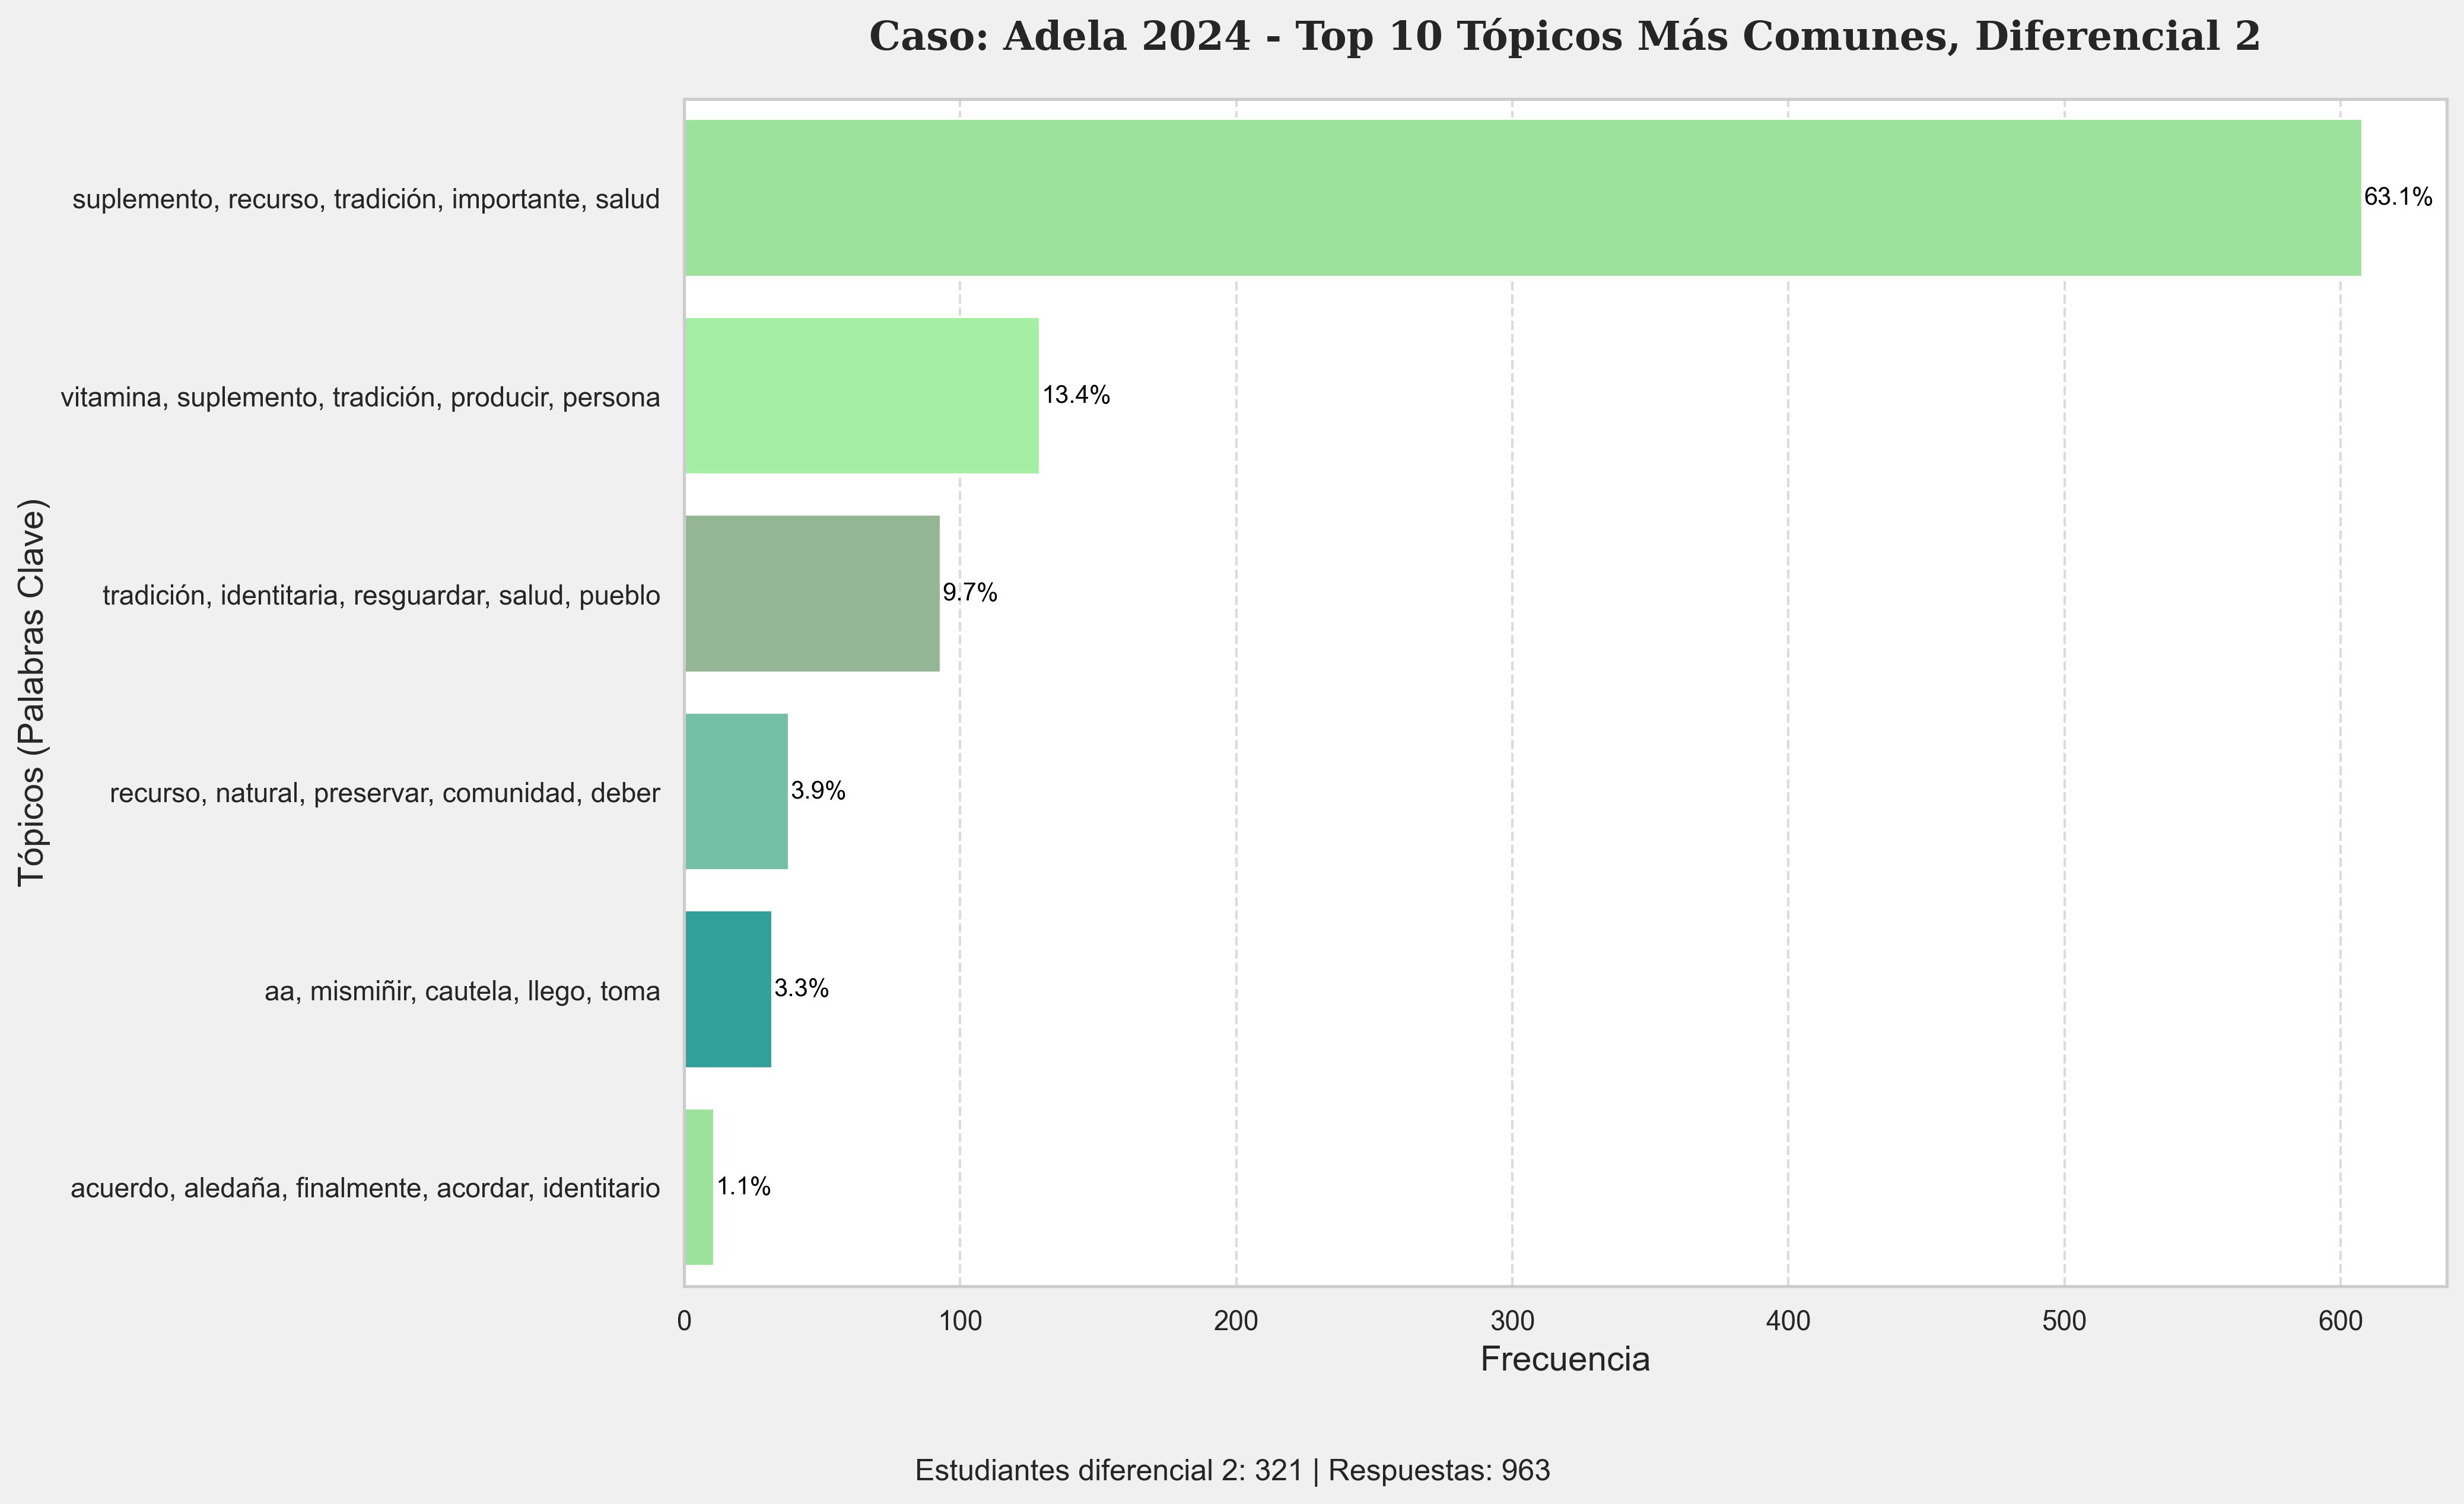 Caso: Adela 2024 - Top 10 Tópicos Más Comunes, Diferencial 2
Tópicos (Palabras Clave)
suplemento, recurso, tradición, importante, salud
63.1%
vitamina, suplemento, tradición, producir, persona
13.4%
tradición, identitaria, resguardar, salud, pueblo
9.7%
recurso, natural, preservar, comunidad, deber
3.9%
aa, mismiñir, cautela, llego, toma
3.3%
acuerdo, aledaña, finalmente, acordar, identitario
1.1%
0 100 200 300 400 500 600
Frecuencia
Estudiantes diferencial 2: 321 | Respuestas: 963